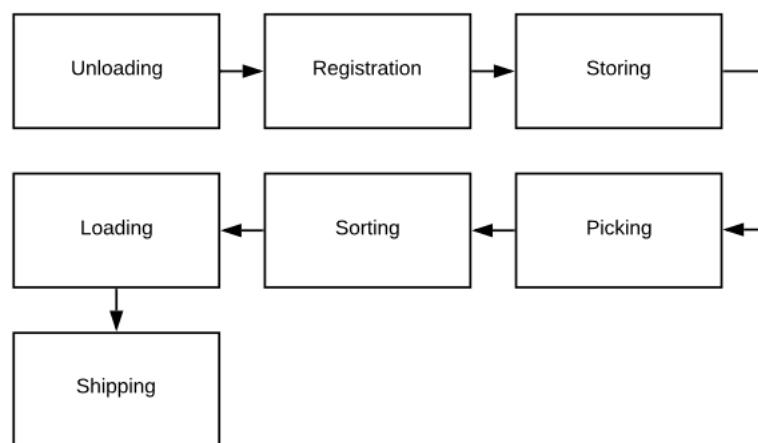 Unloading
Registration
Storing
Picking
Sorting
Loading
Shipping